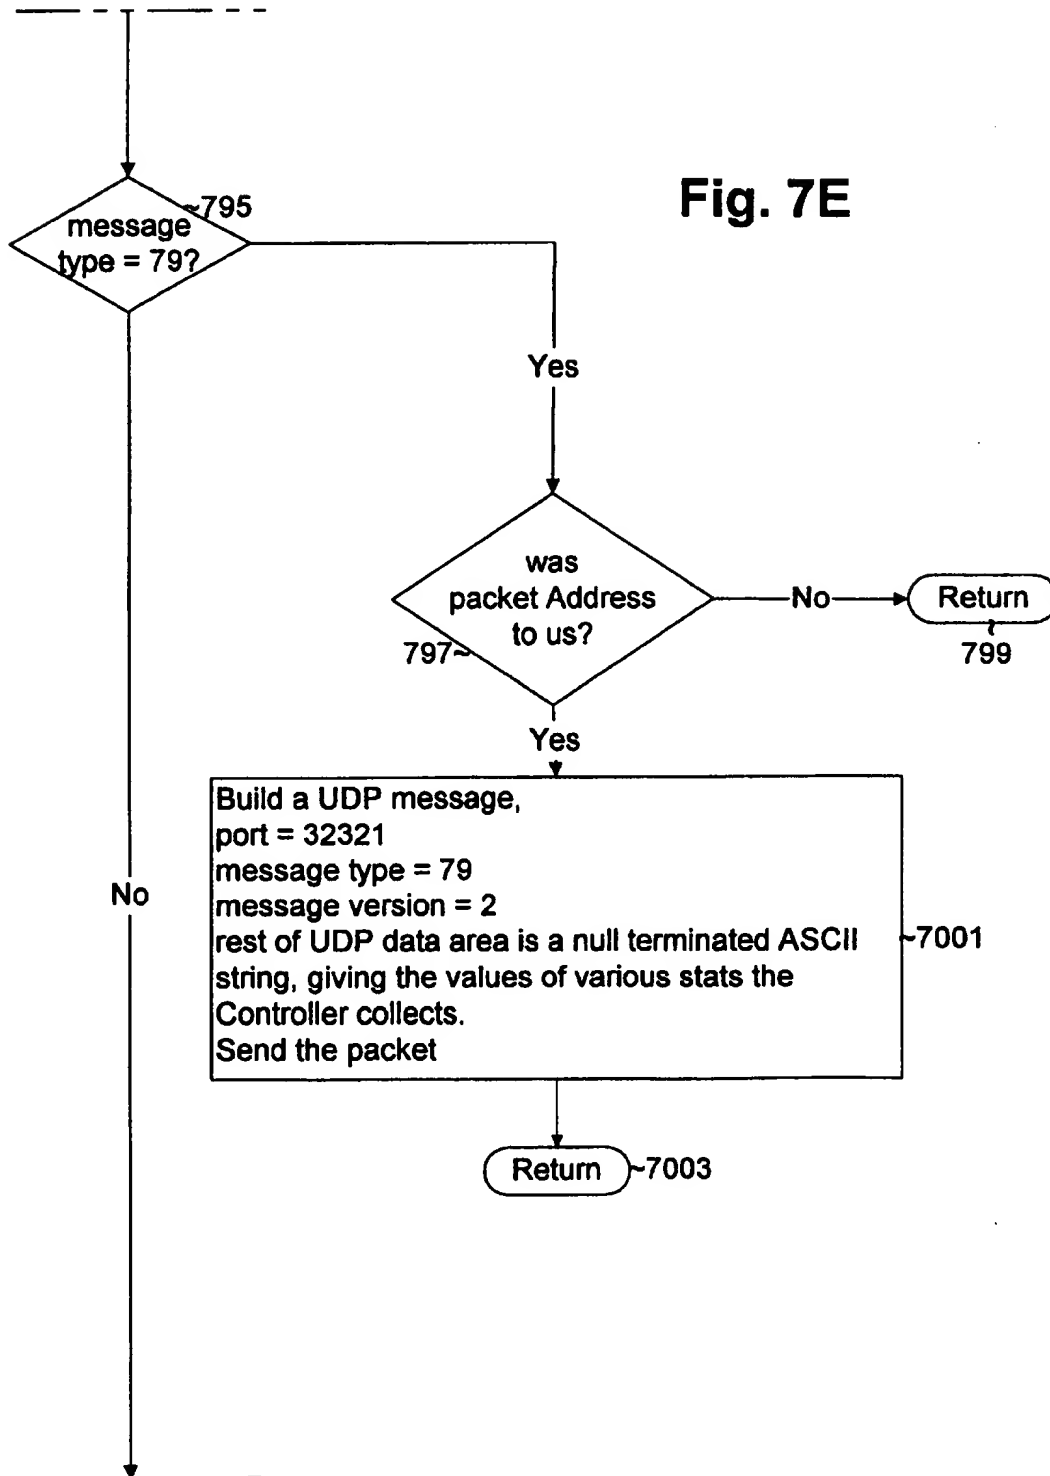 Fig. 7E
~795
message
type = 79?
Yes
was
packet Address
to us?
797~
No
Return
~
799
Yes
Build a UDP message,
port = 32321
message type = 79
message version = 2
rest of UDP data area is a null terminated ASCII
string, giving the values of various stats the
Controller collects.
Send the packet
~7001
No
Return
~7003